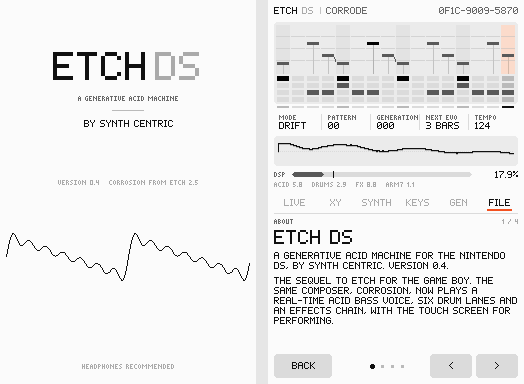 ETCH DS
A GENERATIVE ACID MACHINE
BY SYNTH CENTRIC
VERSION 0.4 CORROSION FROM ETCH 2.5
HEADPHONES RECOMMENDED
ETCH DS | CORRODE 0F1C-9009-5870
MODE PATTERN GENERATION NEXT EVO TEMPO
DRIFT 00 000 3 BARS 124
DSP 17.9%
ACID 5.8 DRUMS 2.9 FX 8.8 ARM7 1.1
LIVE XY SYNTH KEYS GEN FILE
ABOUT 1 / 4
ETCH DS
A GENERATIVE ACID MACHINE FOR THE NINTENDO
DS, BY SYNTH CENTRIC. VERSION 0.4.
THE SEQUEL TO ETCH FOR THE GAME BOY. THE
SAME COMPOSER, CORROSION, NOW PLAYS A
REAL-TIME ACID BASS VOICE, SIX DRUM LANES AND
AN EFFECTS CHAIN, WITH THE TOUCH SCREEN FOR
PERFORMING.
BACK < >